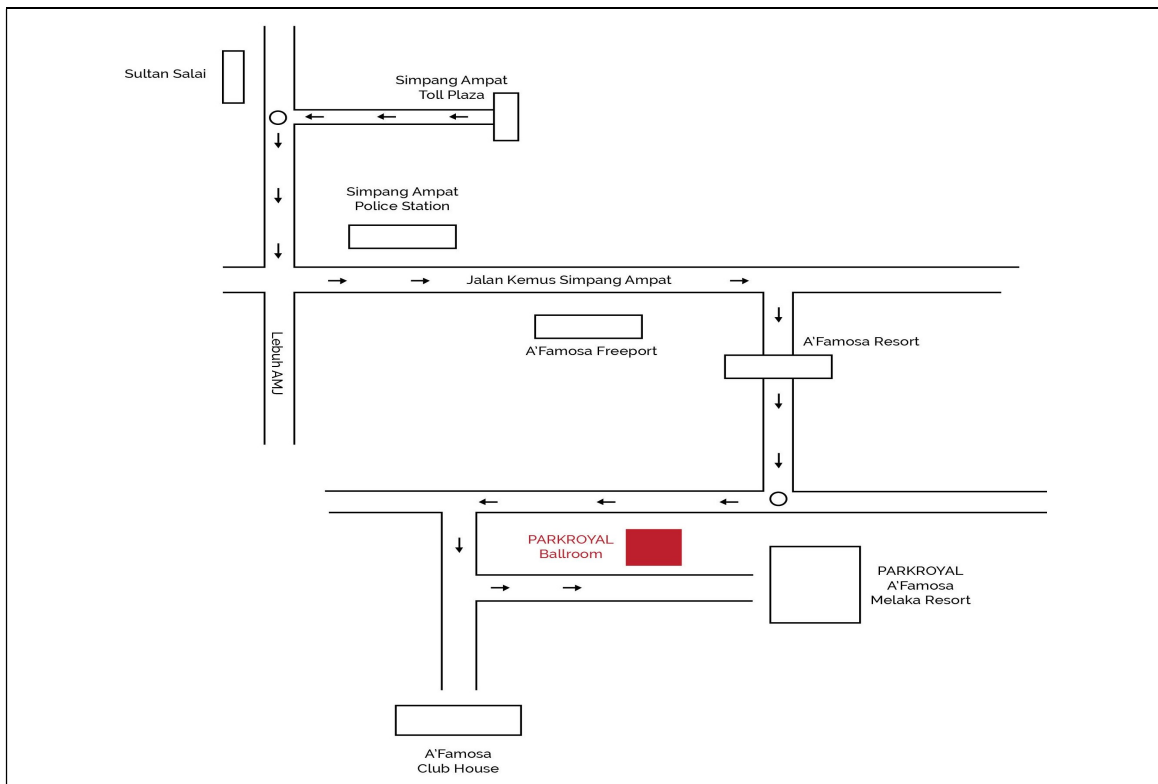 Sultan Salai
Simpang Ampat
Toll Plaza
Simpang Ampat
Police Station
Jalan Kemus Simpang Ampat
Lebuh AMJ
A'Famosa Freeport
A'Famosa Resort
PARKROYAL
Ballroom
PARKROYAL
A'Famosa
Melaka Resort
A'Famosa
Club House